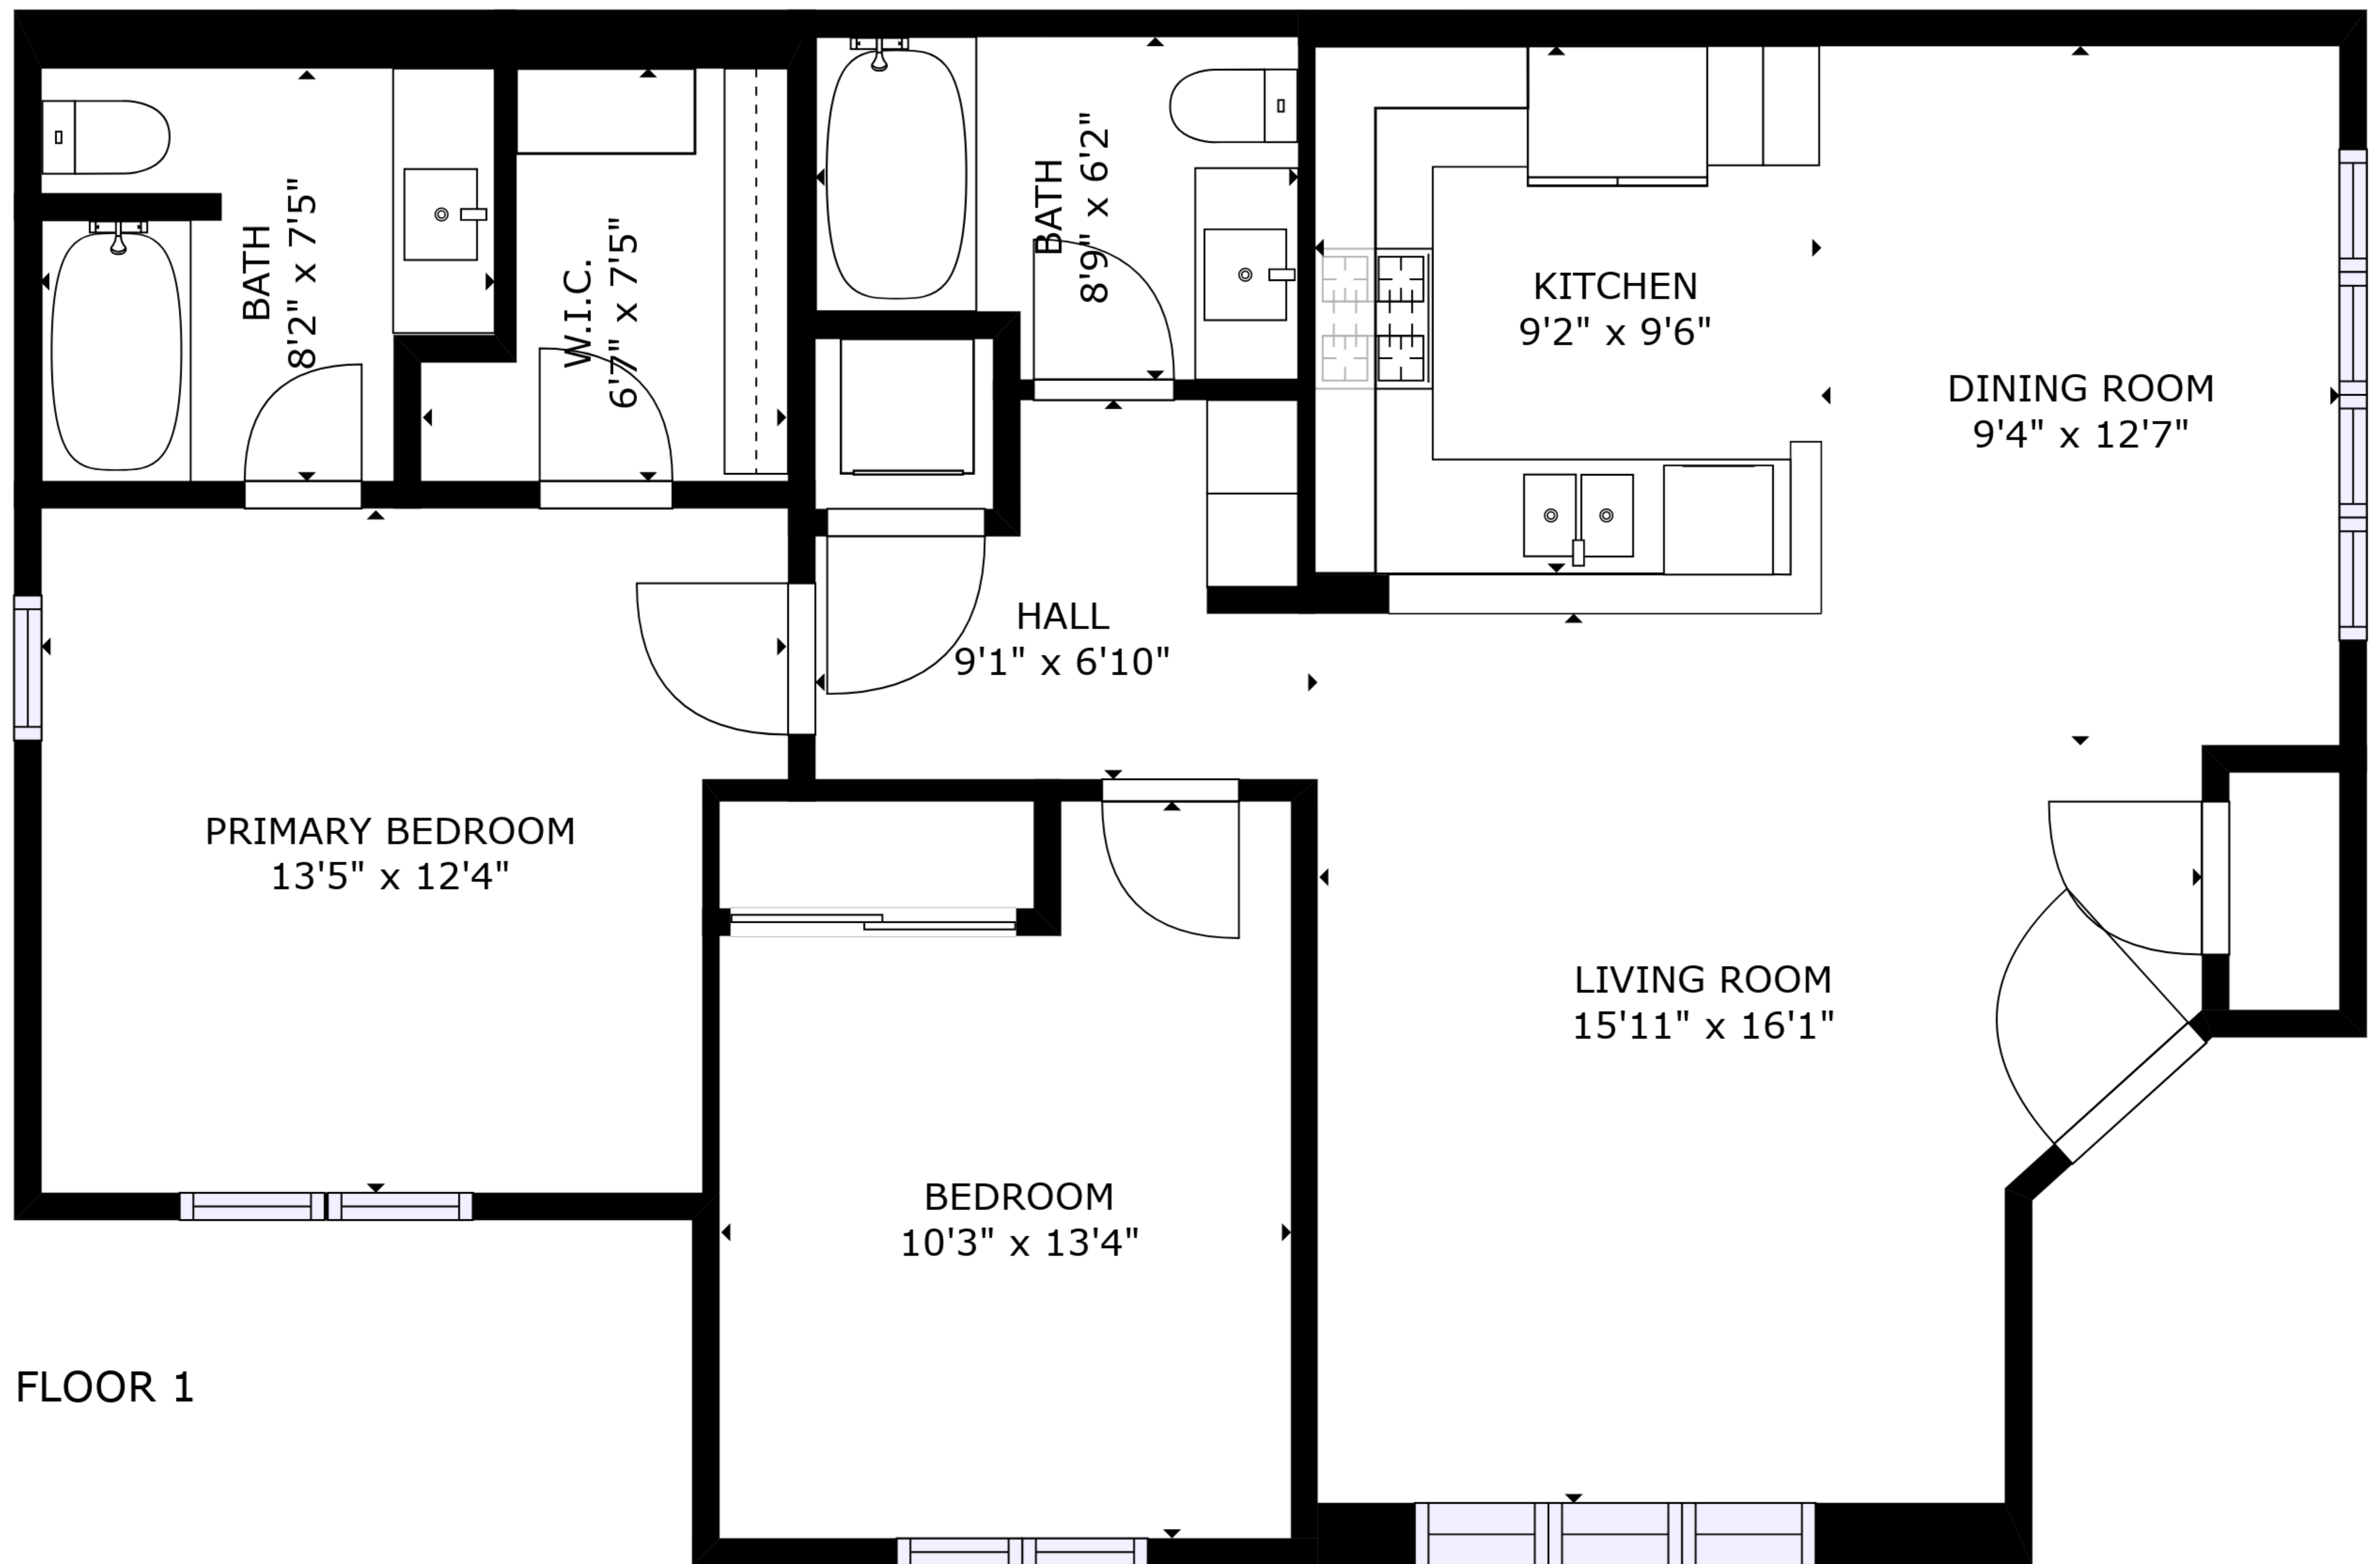 BATH
8'2" x 7'5"
W.I.C.
6'7" x 7'5"
BATH
8'9" x 6'2"
KITCHEN
9'2" x 9'6"
DINING ROOM
9'4" x 12'7"
HALL
9'1" x 6'10"
PRIMARY BEDROOM
13'5" x 12'4"
LIVING ROOM
15'11" x 16'1"
BEDROOM
10'3" x 13'4"
FLOOR 1